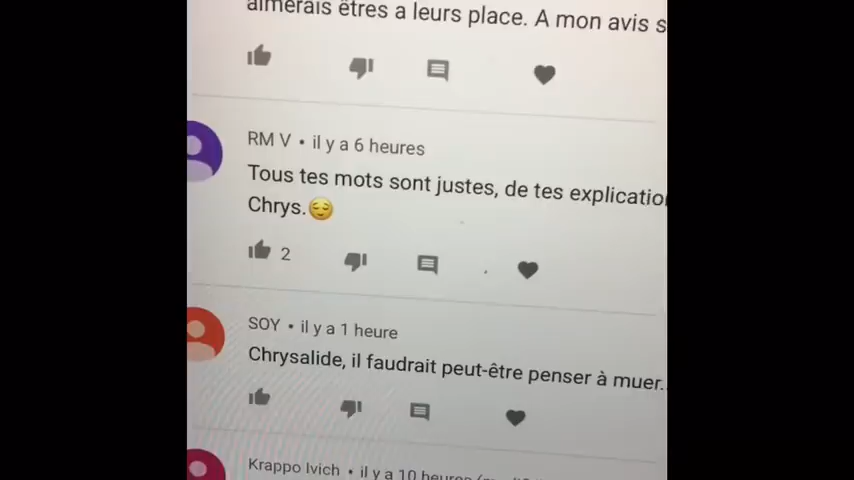 aimerais êtres a leurs place. A mon avis s
RM V • il y a 6 heures
Tous tes mots sont justes, de tes explication
Chrys.😌
2
SOY • il y a 1 heure
Chrysalide, il faudrait peut-être penser à muer..
Krappo Ivich • il y a 10 heures